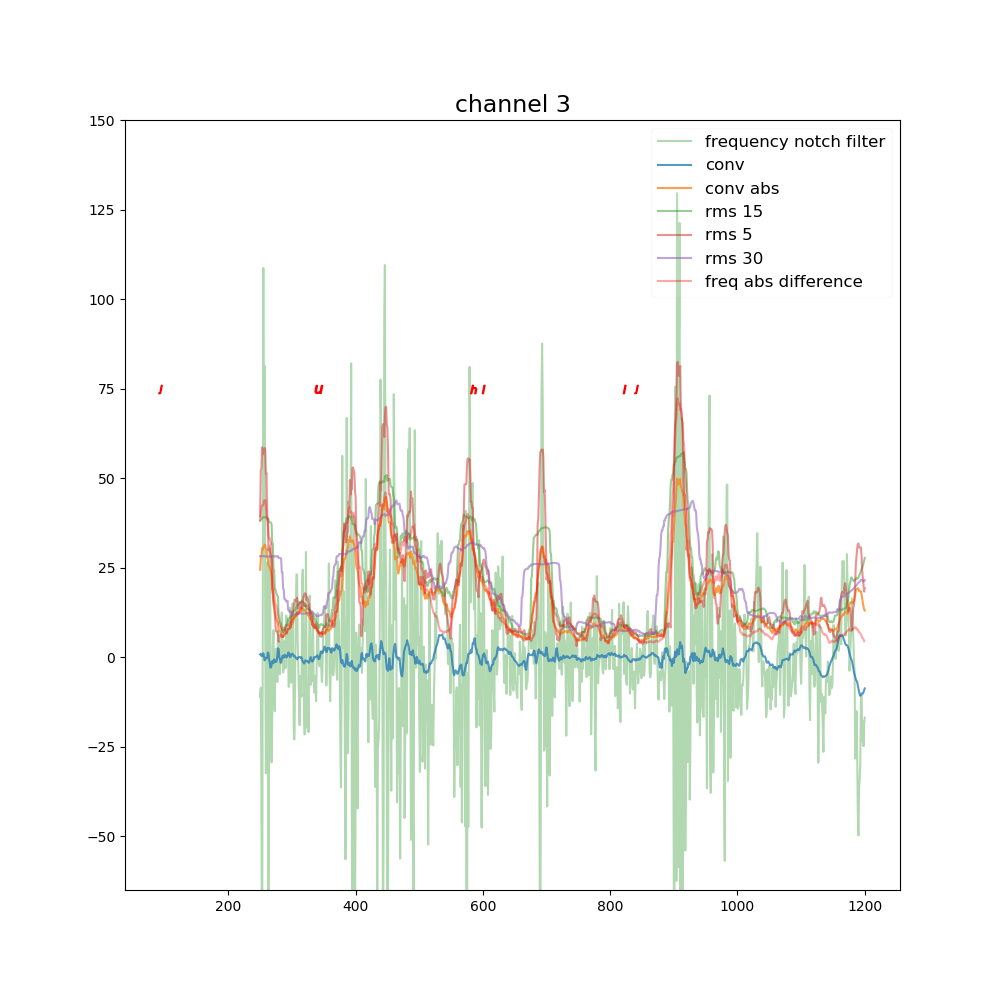 channel 3
150
125
100
75
50
25
0
−25
−50
frequency notch filter
conv
conv abs
rms 15
rms 5
rms 30
freq abs difference
J u h I I J
200 400 600 800 1000 1200